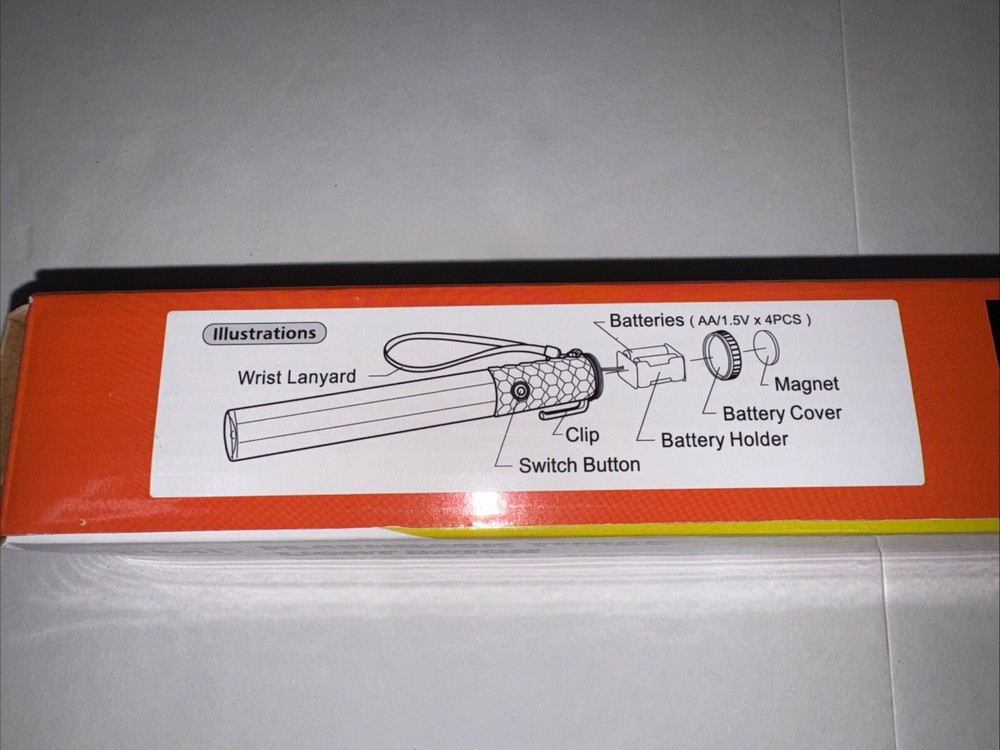 Illustrations
Batteries ( AA/1.5V x 4PCS )
Wrist Lanyard
Magnet
Battery Cover
Clip
Battery Holder
Switch Button